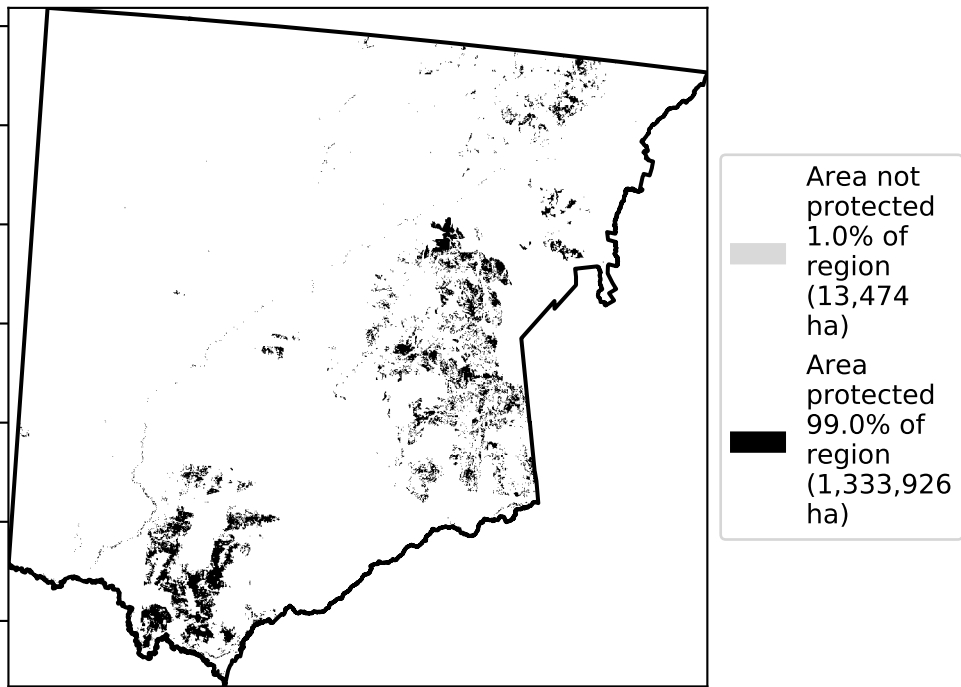 Area not
protected
1.0% of
region
(13,474
ha)
Area
protected
99.0% of
region
(1,333,926
ha)